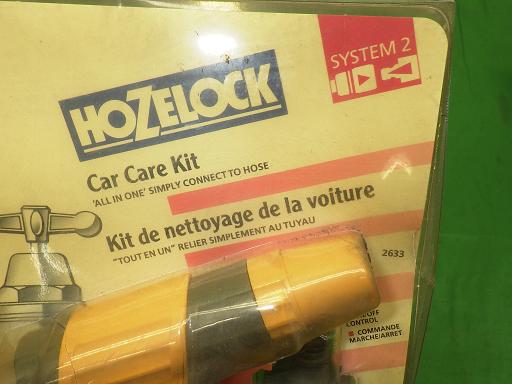 SYSTEM 2
HOZELOCK
Car Care Kit
'ALL IN ONE' SIMPLY CONNECT TO HOSE
Kit de nettoyage de la voiture
"TOUT EN UN" RELIER SIMPLEMENT AU TUYAU
2633
CONTROL
■ COMMANDE
MARCHE/ARRET